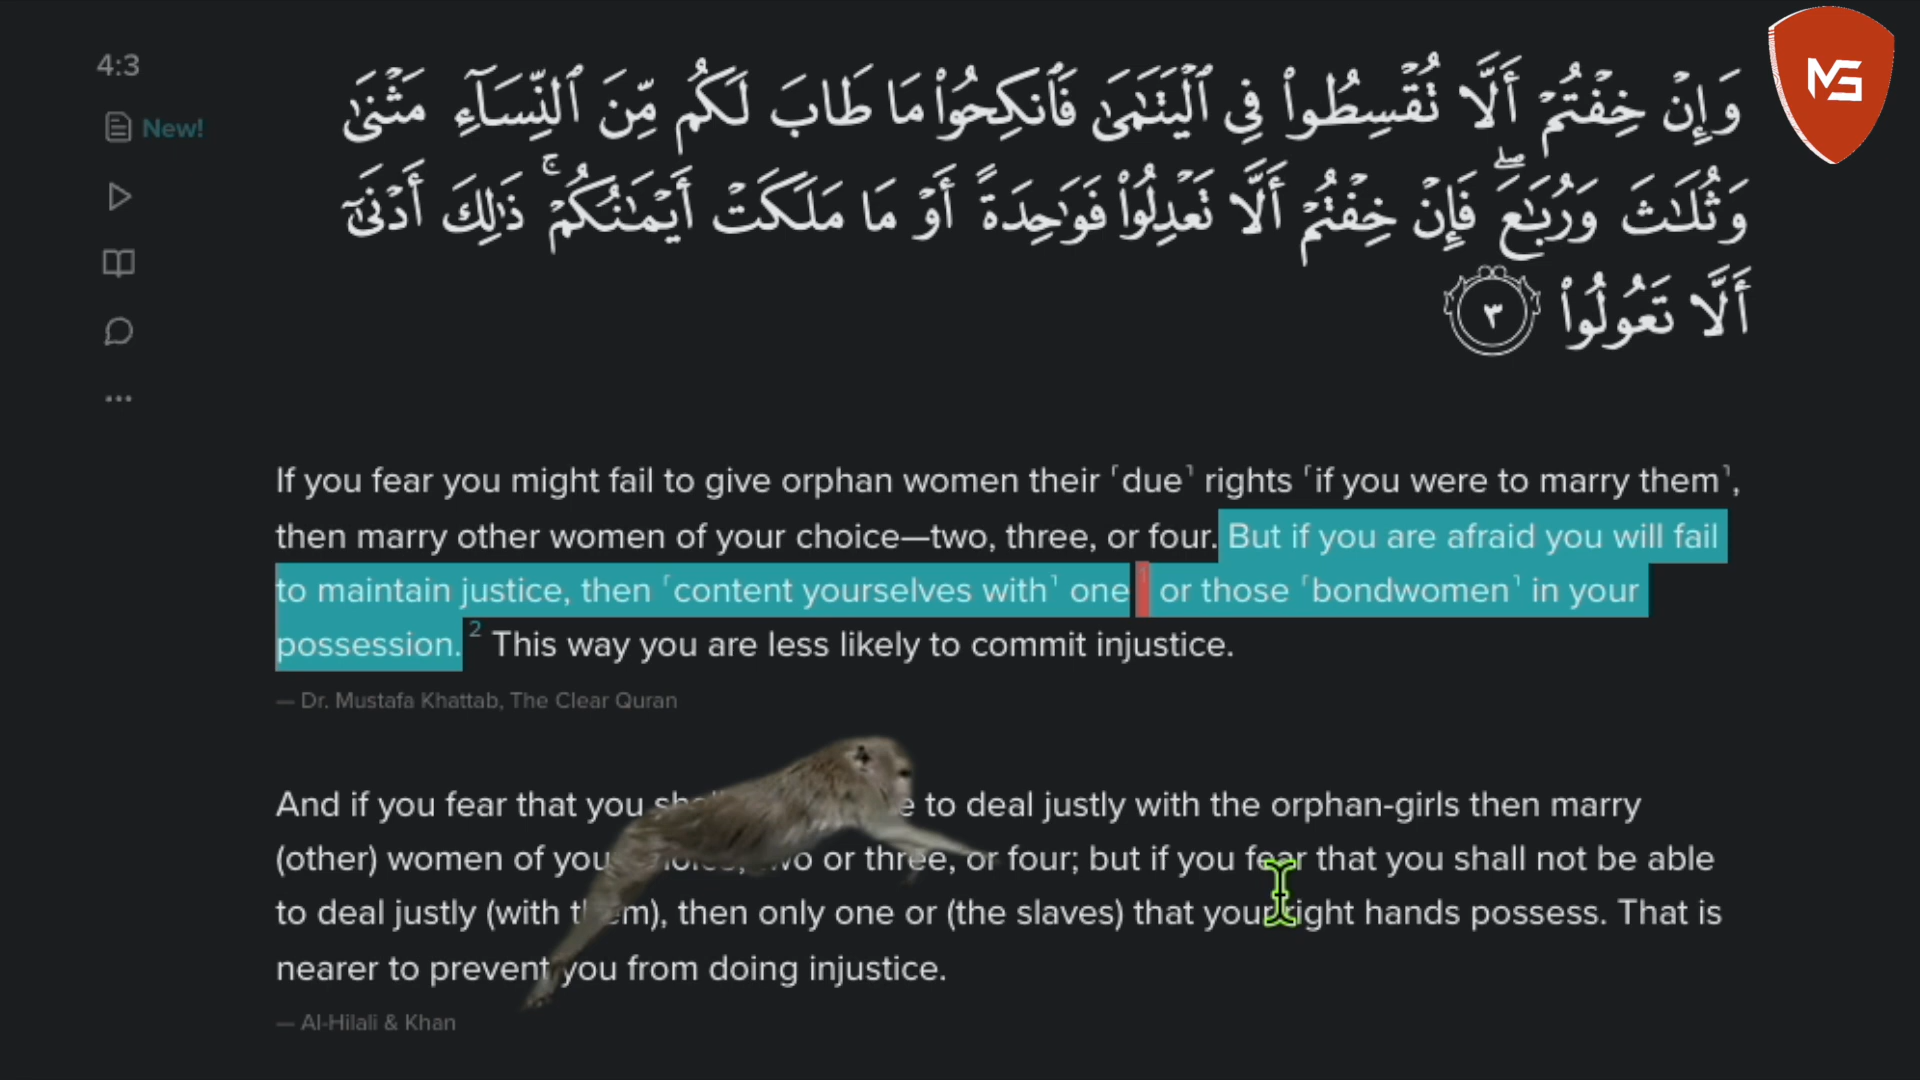 4:3
New!
MS
وَإِنْ خِفْتُمْ أَلَّا تُقْسِطُوا۟ فِى ٱلْيَتَـٰمَىٰ فَٱنكِحُوا۟ مَا طَابَ لَكُم مِّنَ ٱلنِّسَآءِ مَثْنَىٰ
وَثُلَـٰثَ وَرُبَـٰعَ ۖ فَإِنْ خِفْتُمْ أَلَّا تَعْدِلُوا۟ فَوَٰحِدَةً أَوْ مَا مَلَكَتْ أَيْمَـٰنُكُمْ ۚ ذَٰلِكَ أَدْنَىٰٓ
أَلَّا تَعُولُوا۟ ٣
If you fear you might fail to give orphan women their ˹due˺ rights ˹if you were to marry them˺,
then marry other women of your choice—two, three, or four. But if you are afraid you will fail
to maintain justice, then ˹content yourselves with˺ one 1 or those ˹bondwomen˺ in your
possession. 2 This way you are less likely to commit injustice.
— Dr. Mustafa Khattab, The Clear Quran
And if you fear that you to deal justly with the orphan-girls then marry
(other) women of or three, or four; but if you fear that you shall not be able
to deal justly (with them), then only one or (the slaves) that your right hands possess. That is
nearer to prevent you from doing injustice.
— Al-Hilali & Khan